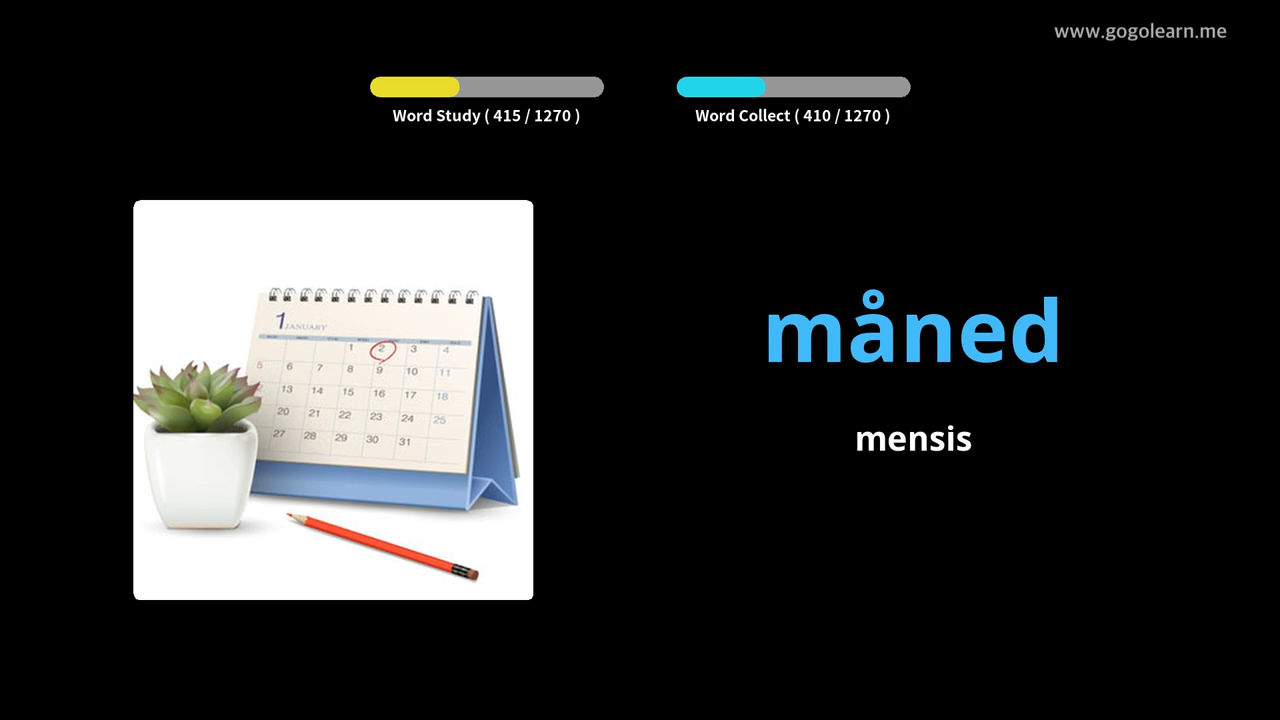 www.gogolearn.me
Word Study ( 415 / 1270 )
Word Collect ( 410 / 1270 )
1 JANUARY
1 2 3 4
5 6 7 8 9 10 11
13 14 15 16 17 18
20 21 22 23 24 25
27 28 29 30 31
måned
mensis